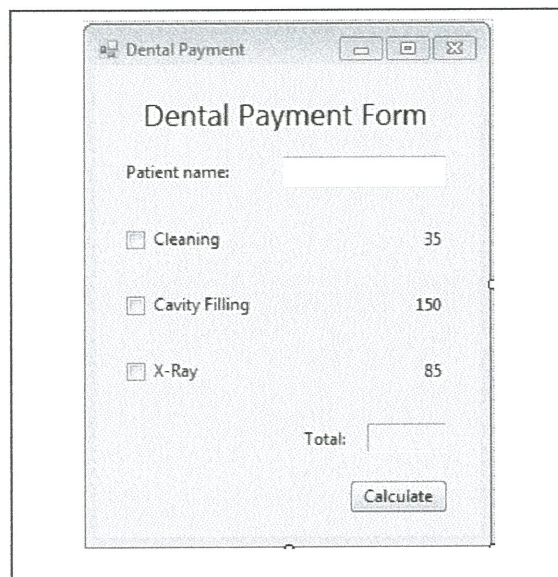 Dental Payment
Dental Payment Form
Patient name:
Cleaning 35
Cavity Filling 150
X-Ray 85
Total:
Calculate